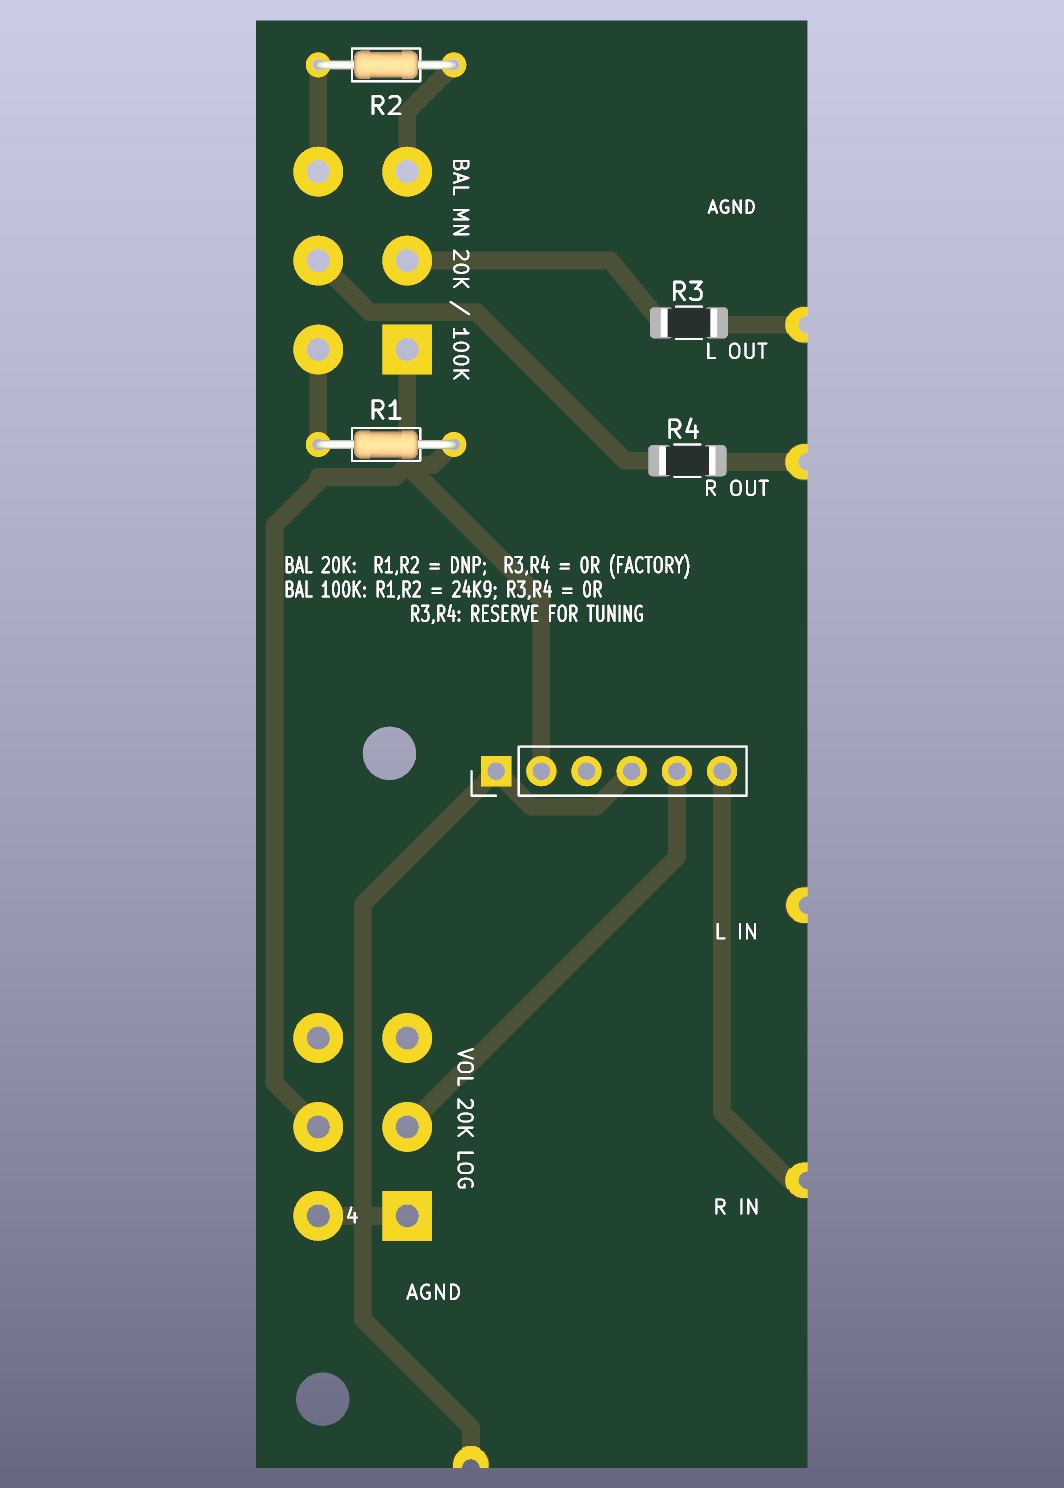 R2
BAL MN 20K / 100K
AGND
R3
L OUT
R1
R4
R OUT
BAL 20K: R1,R2 = DNP; R3,R4 = 0R (FACTORY)
BAL 100K: R1,R2 = 24K9; R3,R4 = 0R
R3,R4: RESERVE FOR TUNING
L IN
VOL 20K LOG
R IN
4
AGND